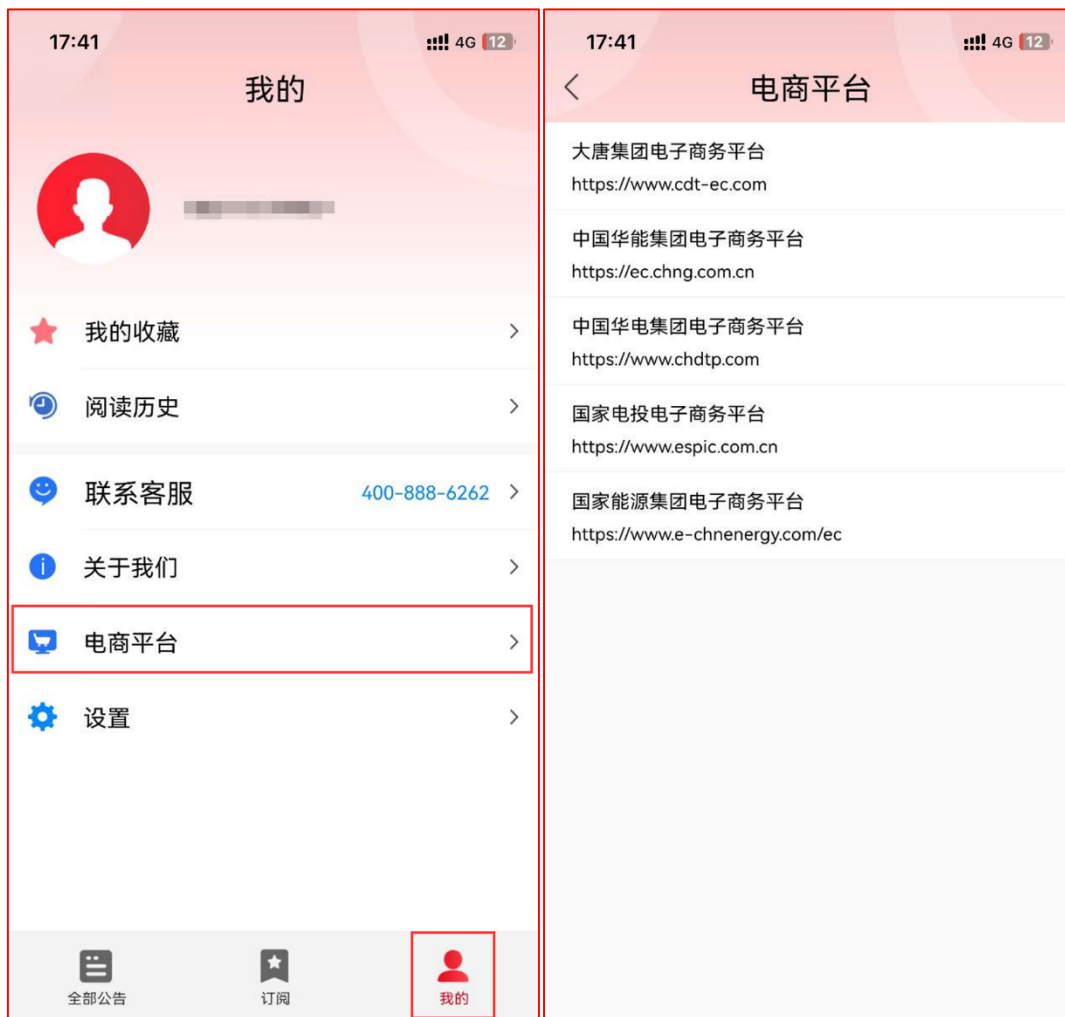 17:41
4G 12
我的
我的收藏
阅读历史
联系客服 400-888-6262
关于我们
电商平台
设置
全部公告 订阅 我的
17:41
4G 12
电商平台
大唐集团电子商务平台
https://www.cdt-ec.com
中国华能集团电子商务平台
https://ec.chng.com.cn
中国华电集团电子商务平台
https://www.chdtp.com
国家电投电子商务平台
https://www.espic.com.cn
国家能源集团电子商务平台
https://www.e-chnenergy.com/ec